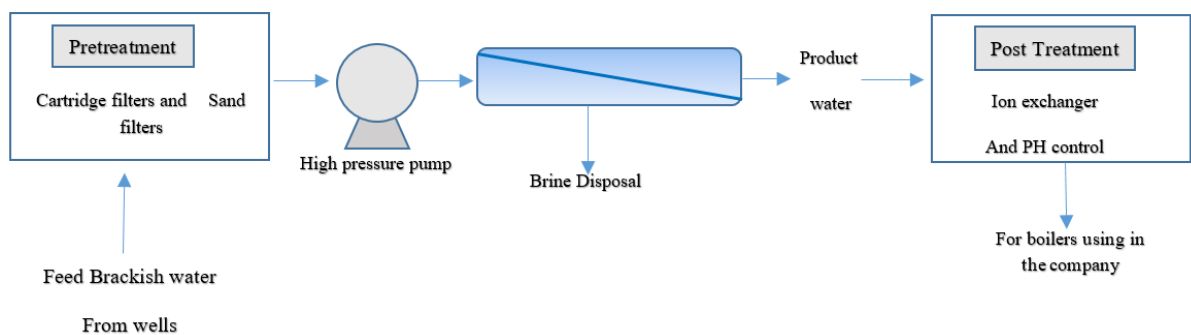 Pretreatment
Cartridge filters and Sand
filters
Feed Brackish water
From wells
High pressure pump
Brine Disposal
Product
water
Post Treatment
Ion exchanger
And PH control
For boilers using in
the company